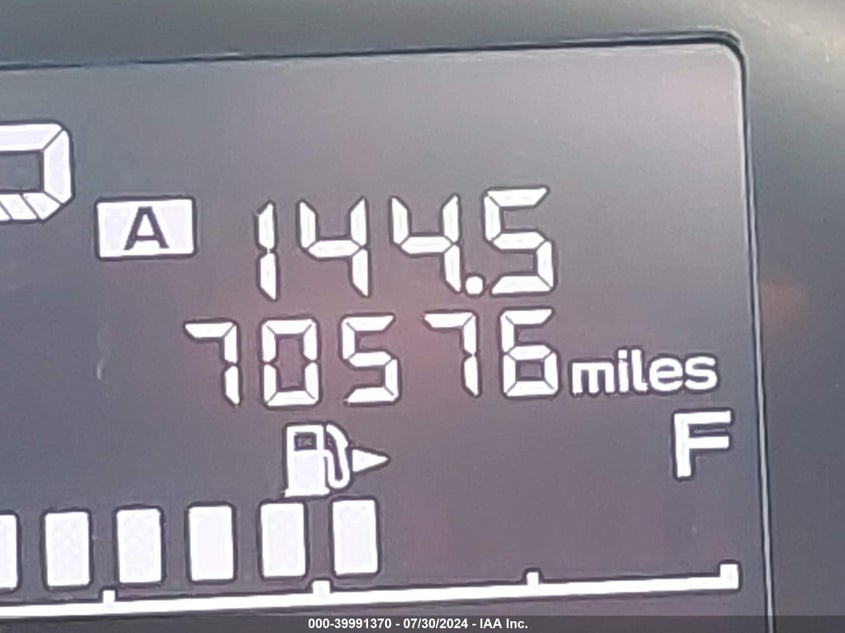 A 144.5
70576 miles
F
000-39991370 - 07/30/2024 - IAA Inc.